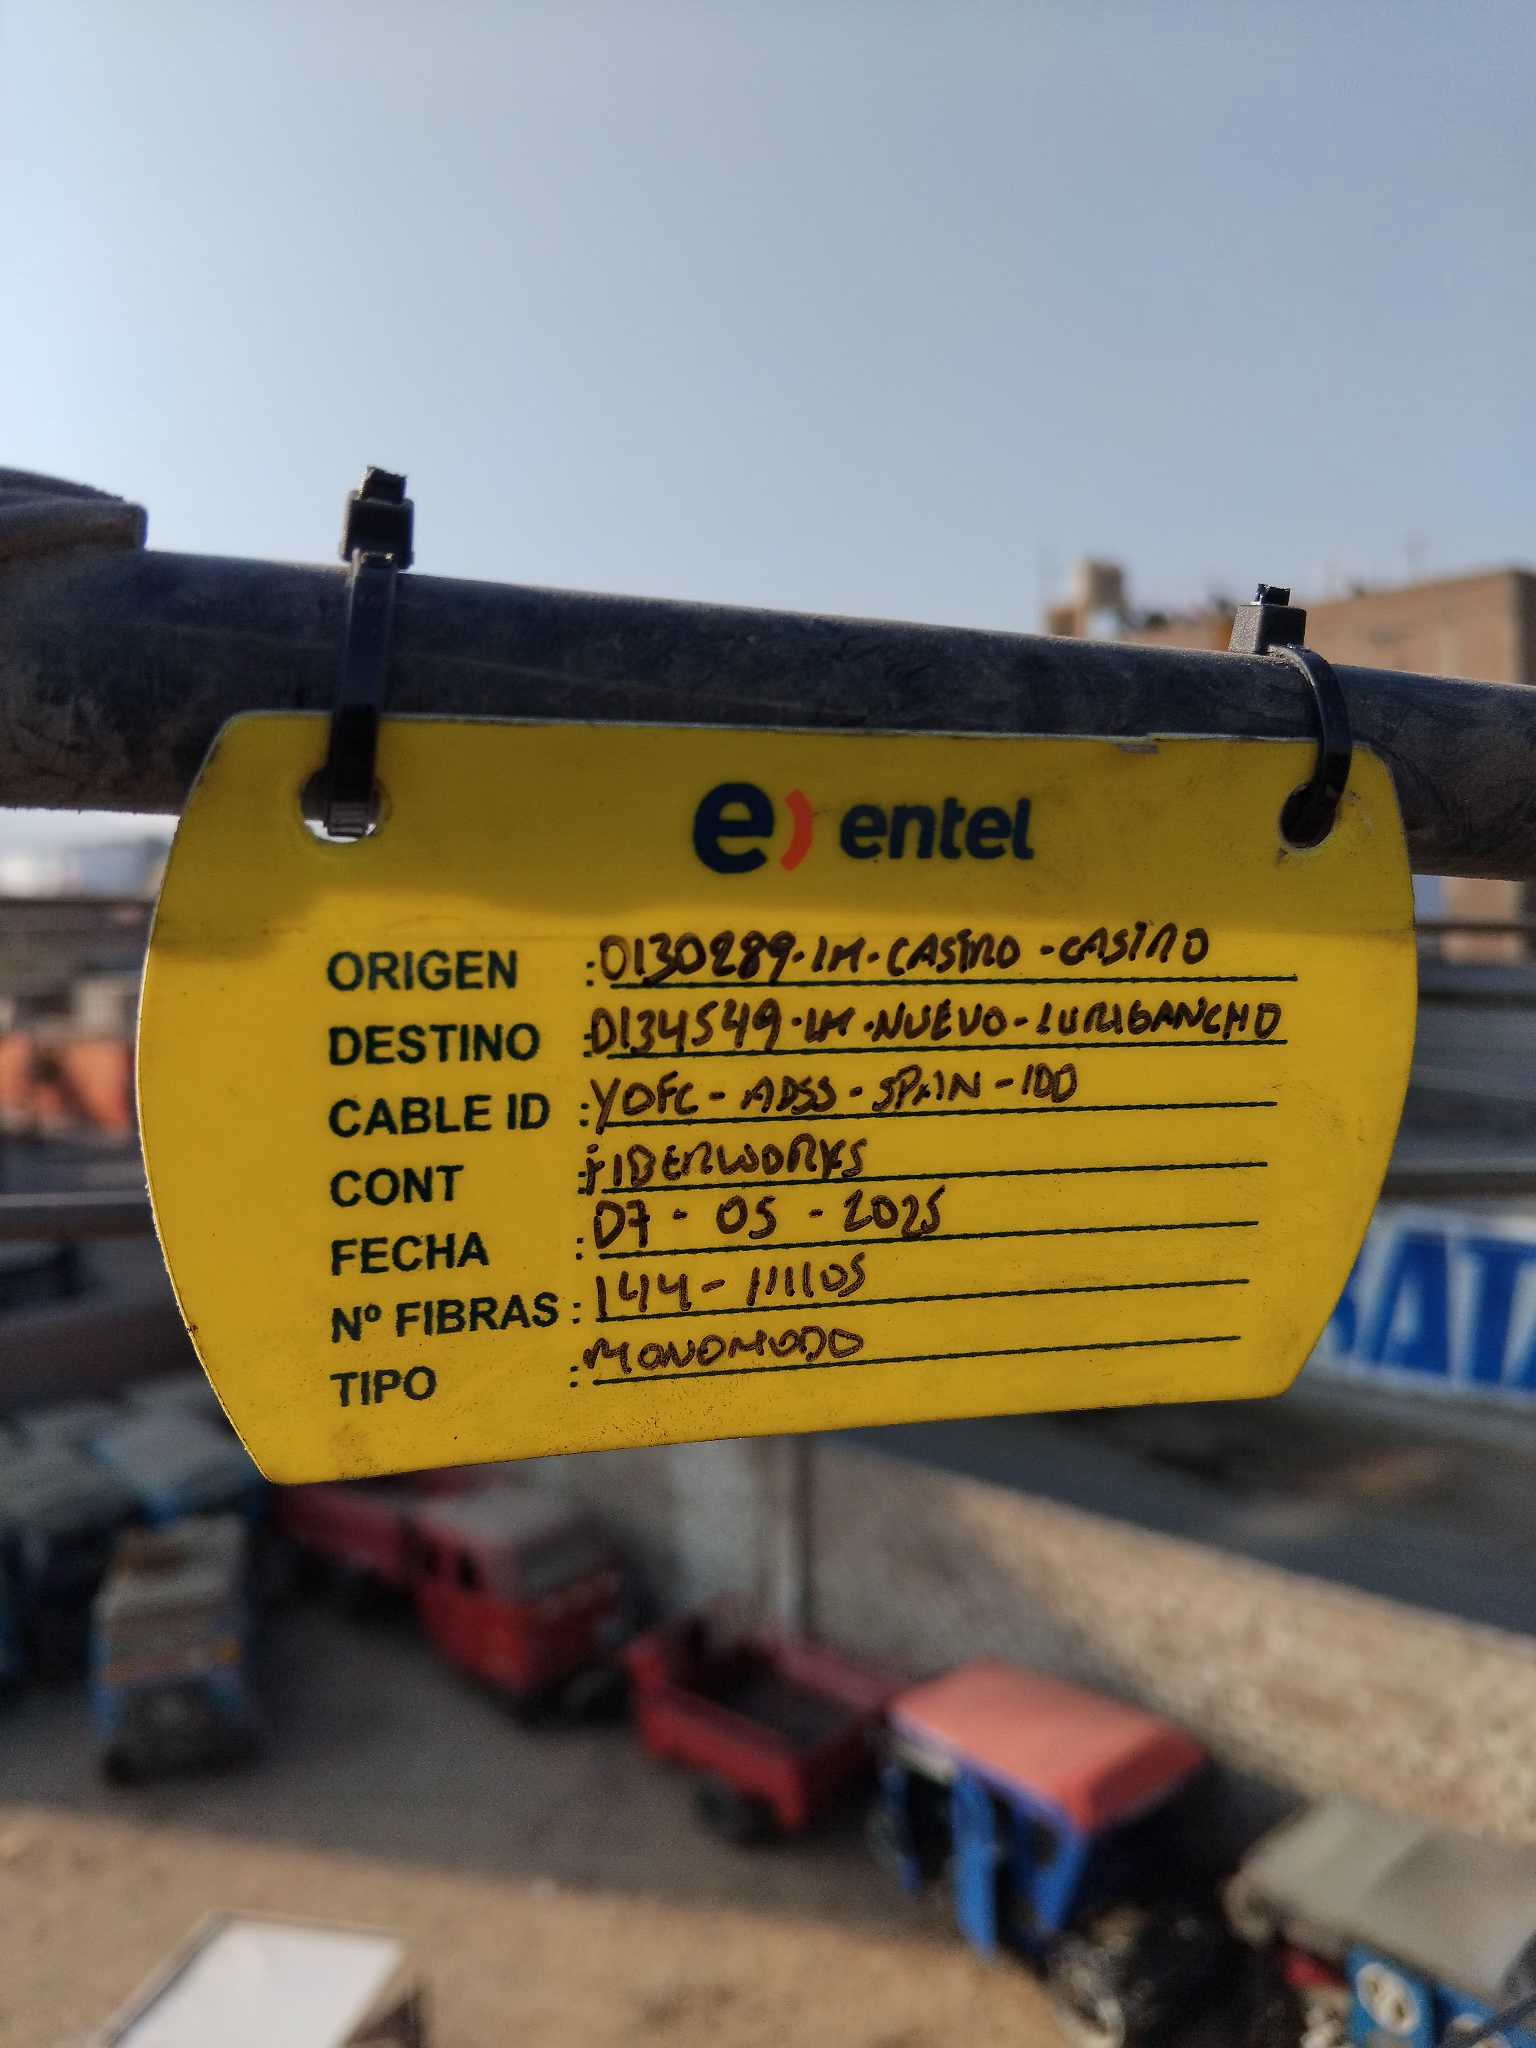 e) entel
ORIGEN : 0130289-LM-CASINO-CASINO
DESTINO : 0134549-LM-NUEVO-LURIGANCHO
CABLE ID : YOFC-ADSS-SPAN-100
CONT : FIBERWORKS
FECHA : 07-05-2025
Nº FIBRAS : 144-HILOS
TIPO : MONOMODO